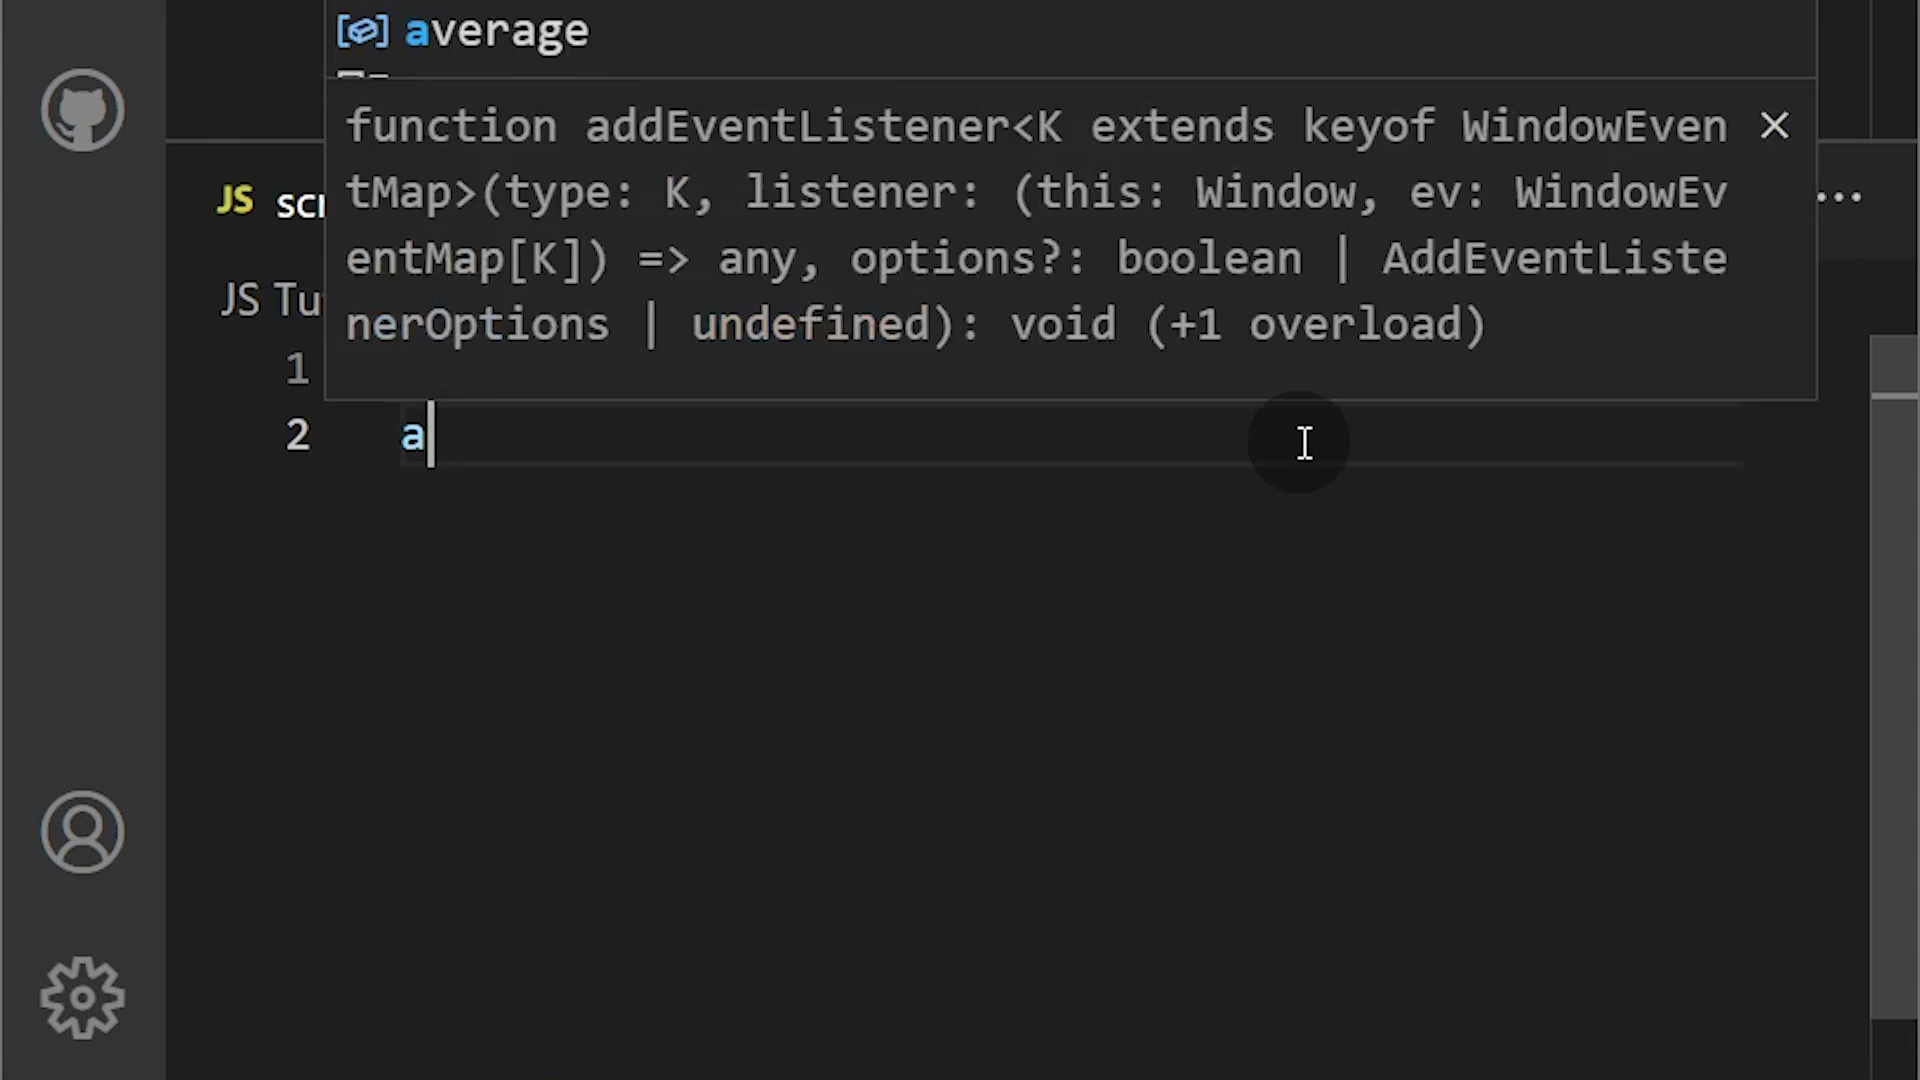 average
function addEventListener<K extends keyof WindowEven
tMap>(type: K, listener: (this: Window, ev: WindowEv
entMap[K]) => any, options?: boolean | AddEventListe
nerOptions | undefined): void (+1 overload)
JS
JS
1
2 a